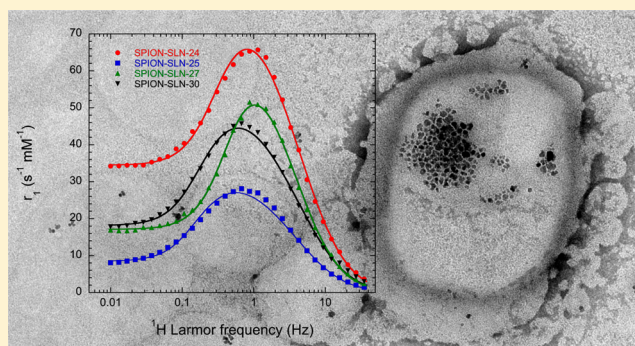 70
60
50
40
30
20
10
0
r₁ (s⁻¹ mM⁻¹)
SPION-SLN-24
SPION-SLN-25
SPION-SLN-27
SPION-SLN-30
0.01 0,1 1 10
¹H Larmor frequency (Hz)